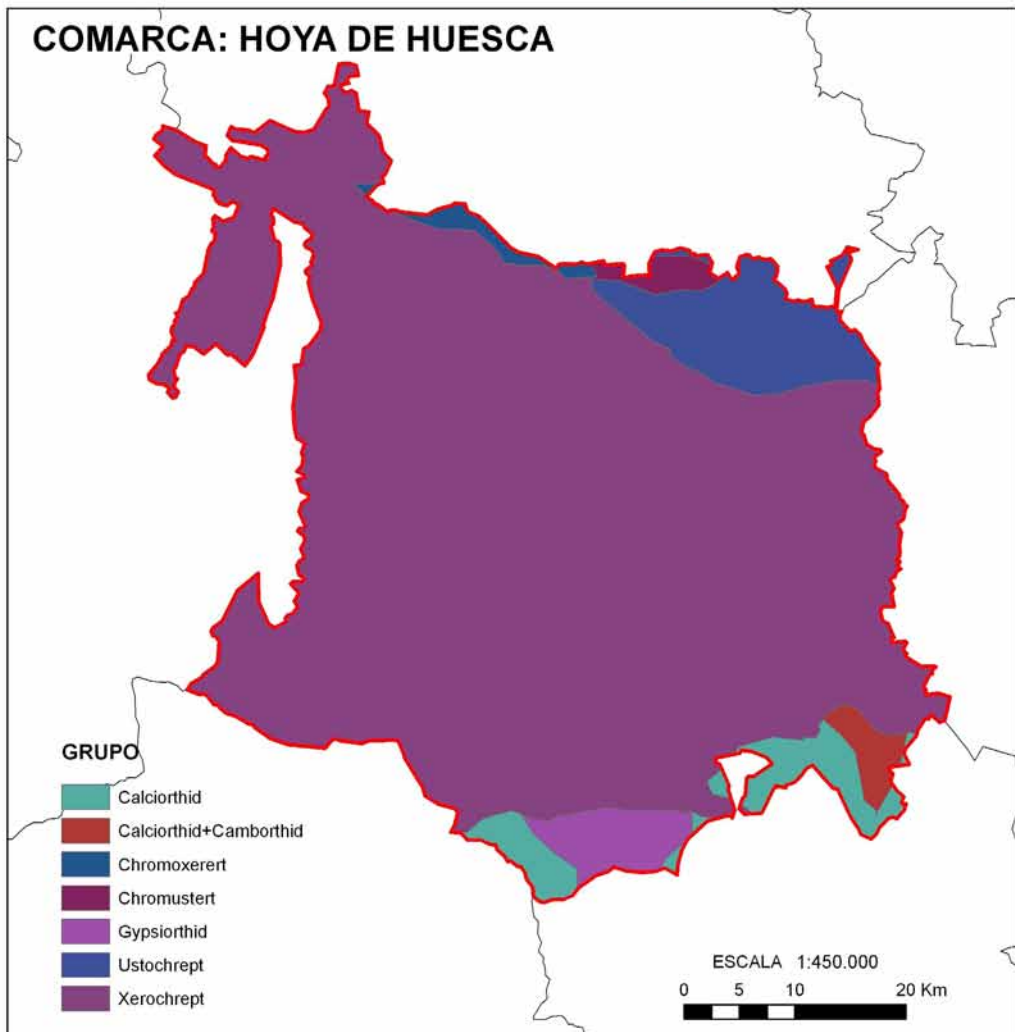 COMARCA: HOYA DE HUESCA
GRUPO
Calciorthid
Calciorthid+Camborthid
Chromoxerert
Chromustert
Gypsiorthid
Ustochrept
Xerochrept
ESCALA 1:450.000
0 5 10 20 Km